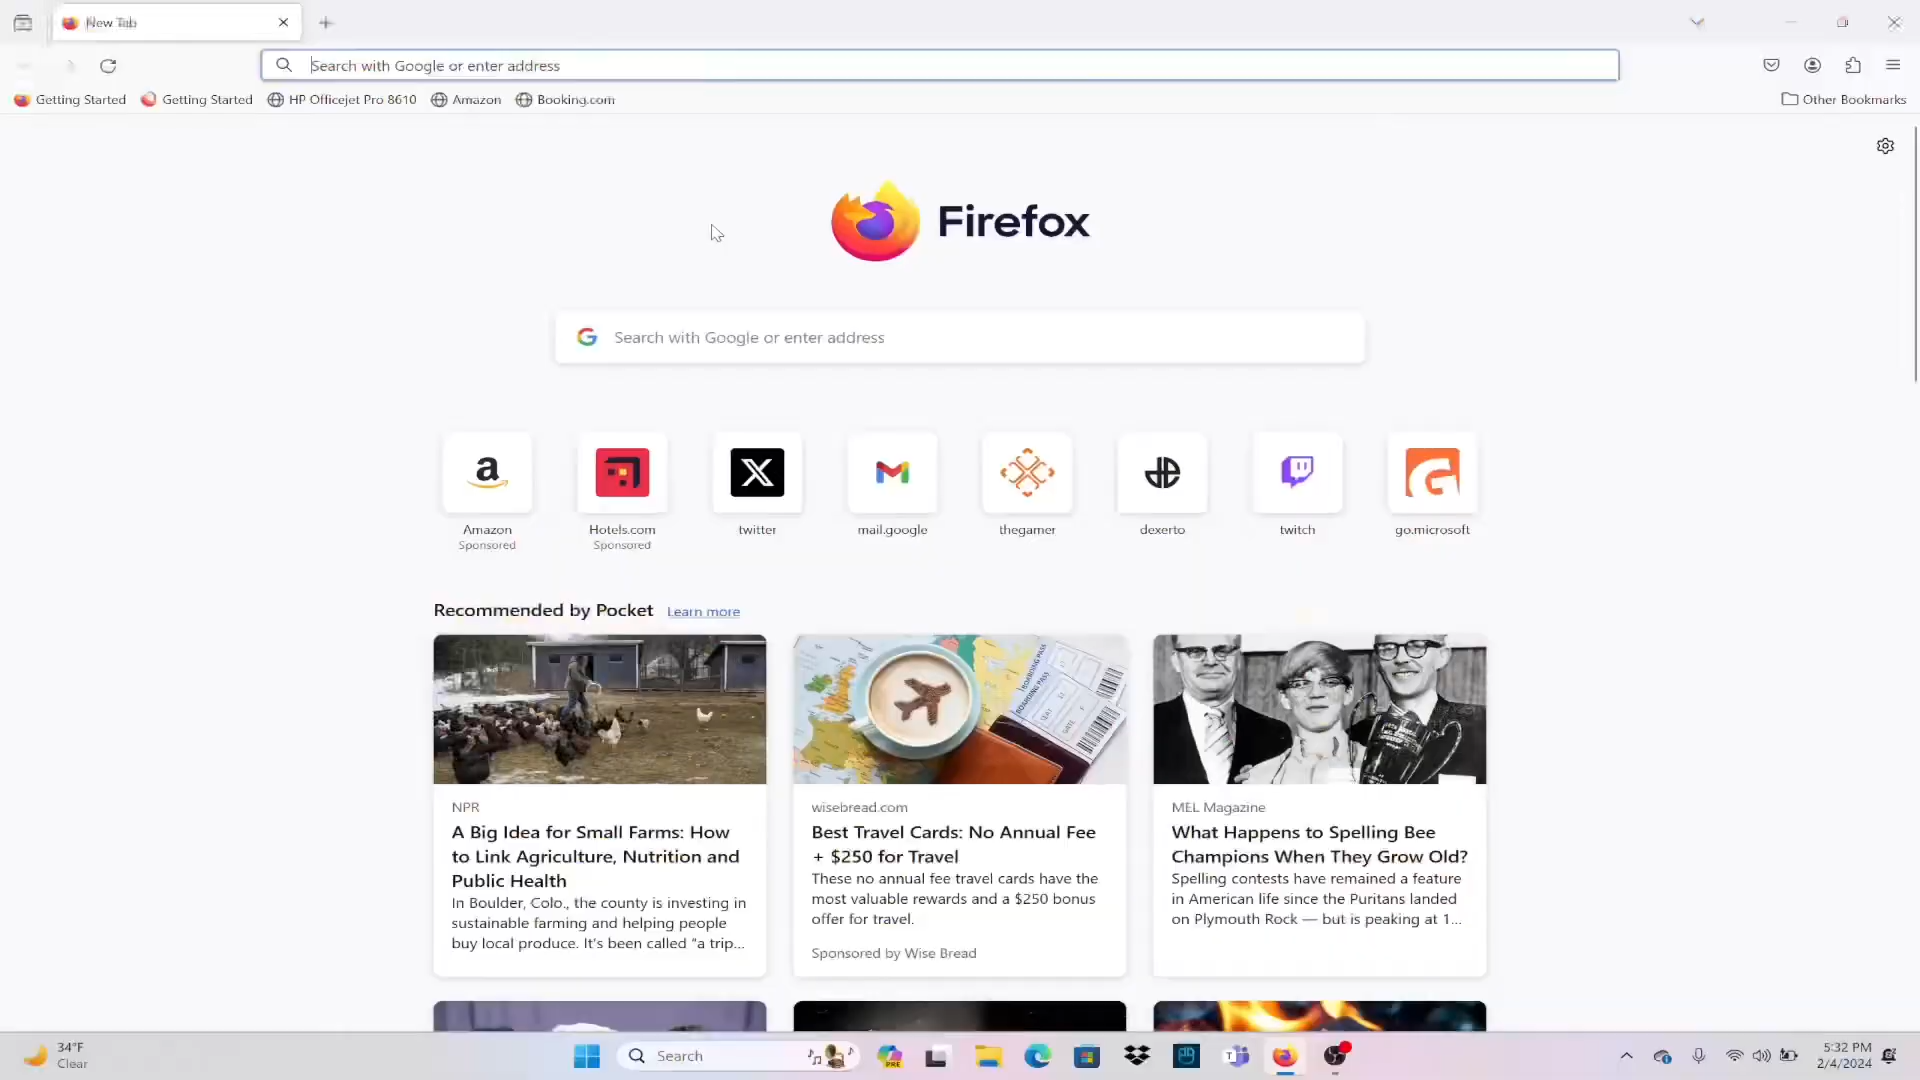 New Tab
Search with Google or enter address
Getting Started
Getting Started
HP Officejet Pro 8610
Amazon
Booking.com
Other Bookmarks
Firefox
Search with Google or enter address
a
Amazon
Sponsored
Hotels.com
Sponsored
twitter
mail.google
thegamer
dexerto
twitch
go.microsoft
Recommended by Pocket Learn more
BOARDING PASS
BOARDING PASS
SEAT
GATE
NPR
A Big Idea for Small Farms: How
to Link Agriculture, Nutrition and
Public Health
In Boulder, Colo., the county is investing in
sustainable farming and helping people
buy local produce. It's been called "a trip...
wisebread.com
Best Travel Cards: No Annual Fee
+ $250 for Travel
These no annual fee travel cards have the
most valuable rewards and a $250 bonus
offer for travel.
Sponsored by Wise Bread
MEL Magazine
What Happens to Spelling Bee
Champions When They Grow Old?
Spelling contests have remained a feature
in American life since the Puritans landed
on Plymouth Rock — but is peaking at 1...
34°F
Clear
Search
PRE
T
5:32 PM
2/4/2024